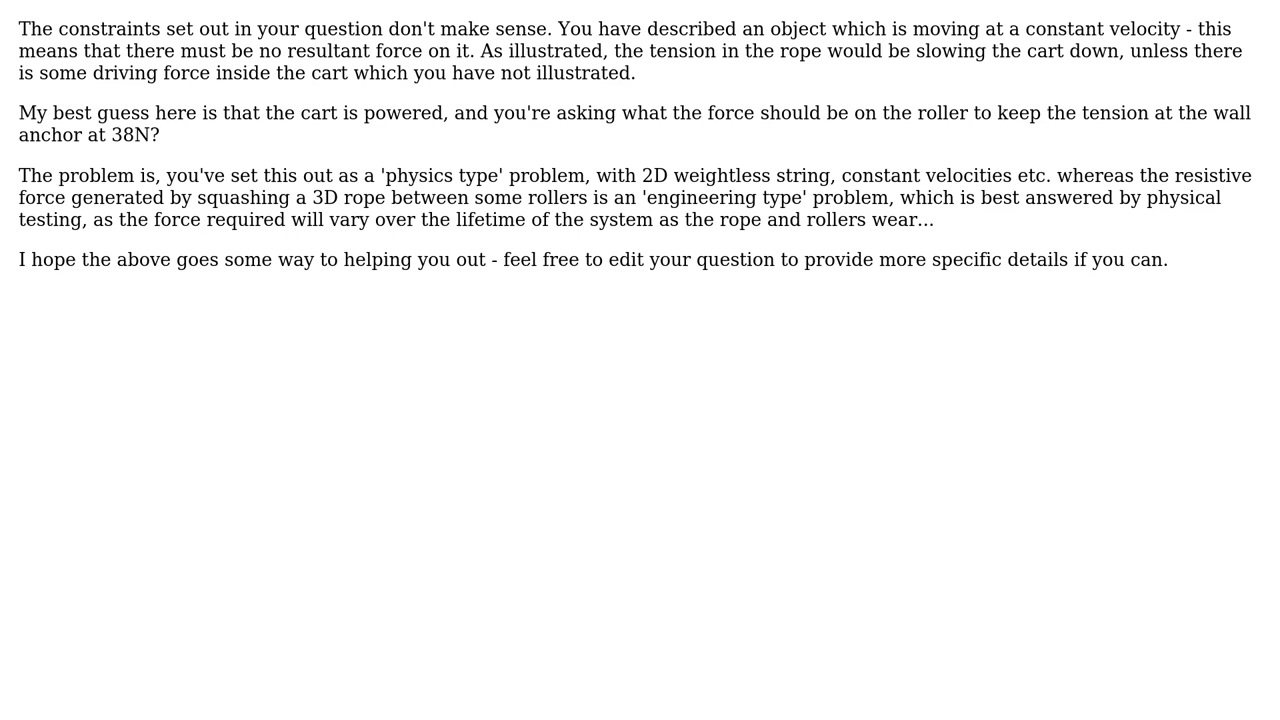 The constraints set out in your question don't make sense. You have described an object which is moving at a constant velocity - this
means that there must be no resultant force on it. As illustrated, the tension in the rope would be slowing the cart down, unless there
is some driving force inside the cart which you have not illustrated.
My best guess here is that the cart is powered, and you're asking what the force should be on the roller to keep the tension at the wall
anchor at 38N?
The problem is, you've set this out as a 'physics type' problem, with 2D weightless string, constant velocities etc. whereas the resistive
force generated by squashing a 3D rope between some rollers is an 'engineering type' problem, which is best answered by physical
testing, as the force required will vary over the lifetime of the system as the rope and rollers wear...
I hope the above goes some way to helping you out - feel free to edit your question to provide more specific details if you can.